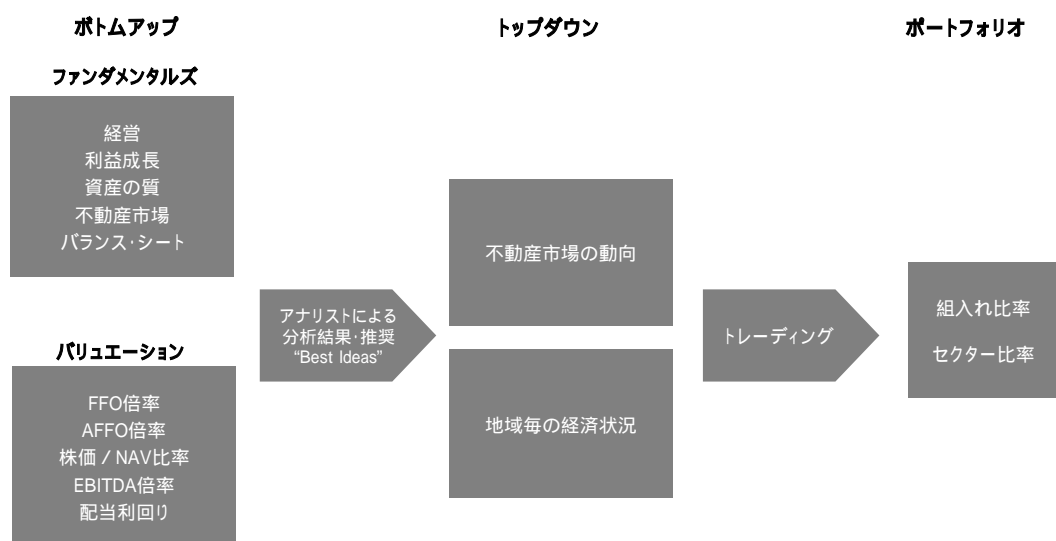 ボトムアップ
トップダウン
ポートフォリオ
ファンダメンタルズ
経営
利益成長
資産の質
不動産市場
バランス・シート
バリュエーション
FFO倍率
AFFO倍率
株価 / NAV比率
EBITDA倍率
配当利回り
アナリストによる
分析結果・推奨
“Best Ideas”
不動産市場の動向
地域毎の経済状況
トレーディング
組入れ比率
セクター比率